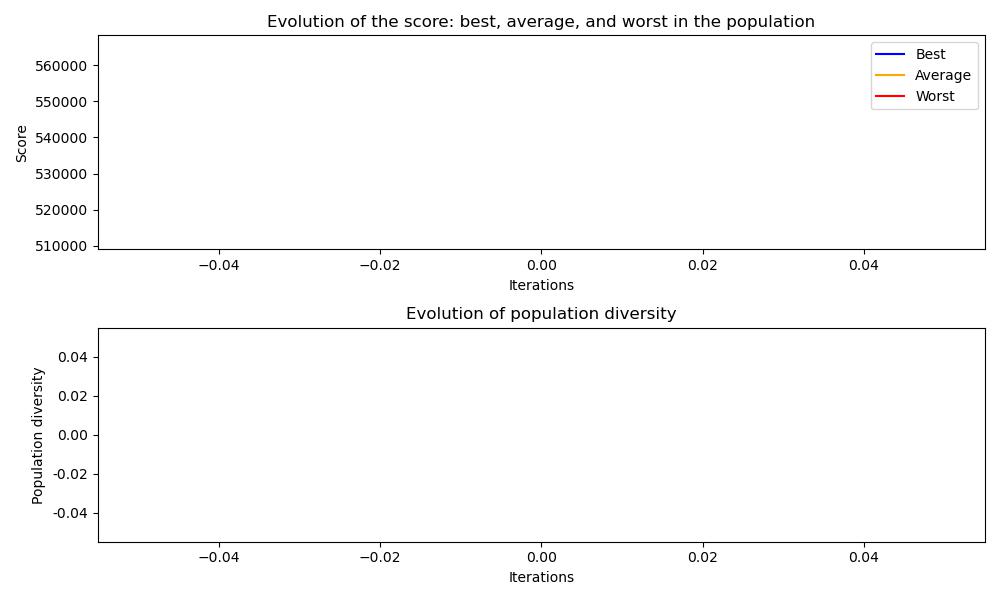 Evolution of the score: best, average, and worst in the population
Score
560000
550000
540000
530000
520000
510000
Best
Average
Worst
−0.04 −0.02 0.00 0.02 0.04
Iterations
Evolution of population diversity
Population diversity
0.04
0.02
0.00
-0.02
-0.04
−0.04 −0.02 0.00 0.02 0.04
Iterations